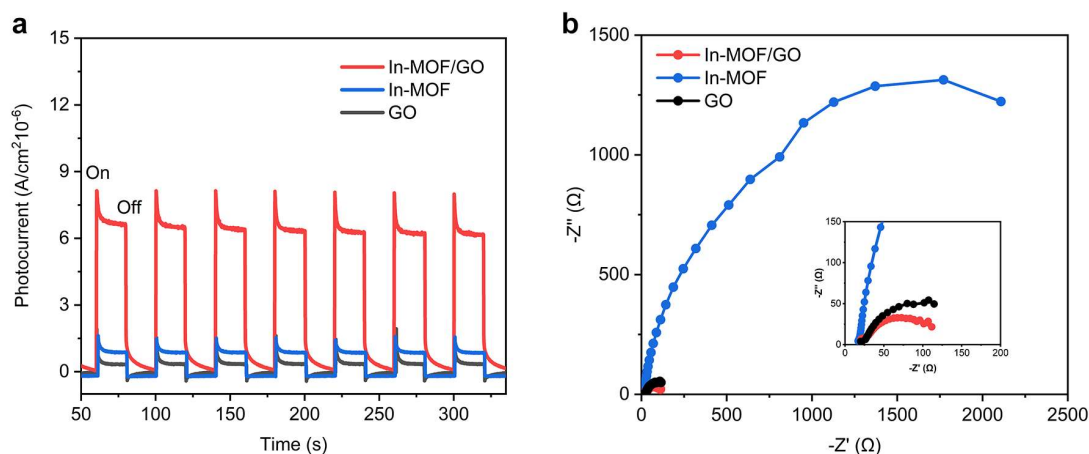 a
Photocurrent (A/cm²10⁻⁶)
15
12
9
6
3
0
In-MOF/GO
In-MOF
GO
On
Off
50 100 150 200 250 300
Time (s)
b
-Z'' (Ω)
1500
1000
500
0
In-MOF/GO
In-MOF
GO
-Z'' (Ω)
150
100
50
0
0 50 100 150 200
-Z' (Ω)
0 500 1000 1500 2000 2500
-Z' (Ω)